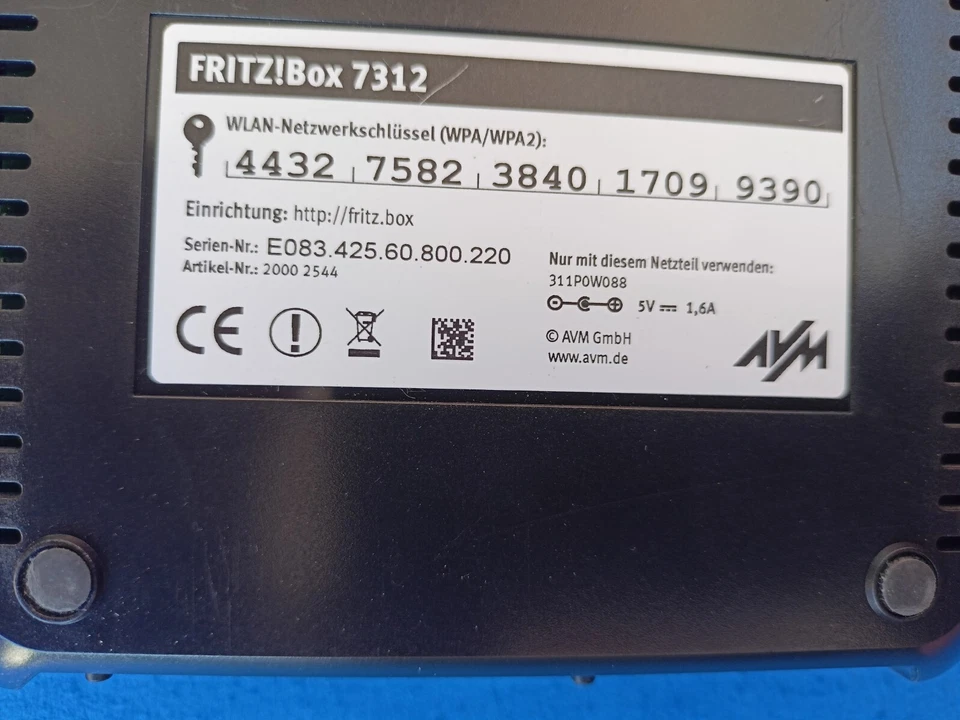 FRITZ!Box 7312
WLAN-Netzwerkschlüssel (WPA/WPA2):
4432 7582 3840 1709 9390
Einrichtung: http://fritz.box
Serien-Nr.: E083.425.60.800.220
Artikel-Nr.: 2000 2544
Nur mit diesem Netzteil verwenden:
311P0W088
5V 1,6A
CE
© AVM GmbH
www.avm.de
AVM